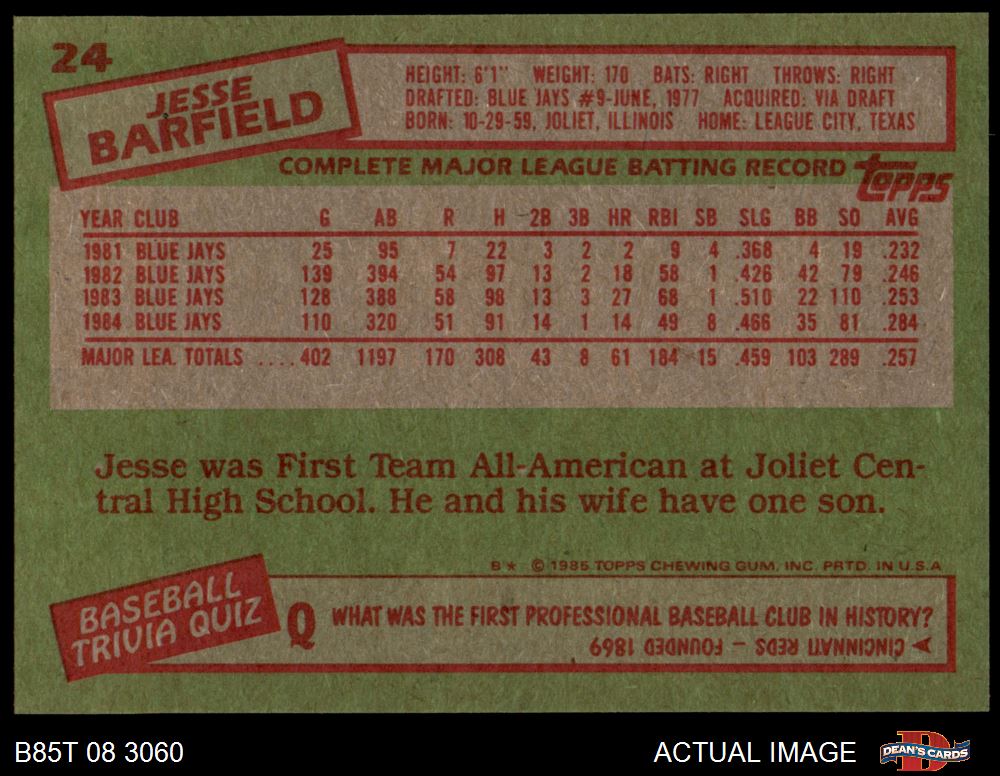 24
JESSE
BARFIELD
HEIGHT: 6'1" WEIGHT: 170 BATS: RIGHT THROWS: RIGHT
DRAFTED: BLUE JAYS #9-JUNE, 1977 ACQUIRED: VIA DRAFT
BORN: 10-29-59, JOLIET, ILLINOIS HOME: LEAGUE CITY, TEXAS
COMPLETE MAJOR LEAGUE BATTING RECORD topps
YEAR CLUB G AB R H 2B 3B HR RBI SB SLG BB SO AVG
1981 BLUE JAYS 25 95 7 22 3 2 2 9 4 .368 4 19 .232
1982 BLUE JAYS 139 394 54 97 13 2 18 58 1 .426 42 79 .246
1983 BLUE JAYS 128 388 58 98 13 3 27 68 1 .510 22 110 .253
1984 BLUE JAYS 110 320 51 91 14 1 14 49 8 .466 35 81 .284
MAJOR LEA. TOTALS ....402 1197 170 308 43 8 61 184 15 .459 103 289 .257
Jesse was First Team All-American at Joliet Cen-
tral High School. He and his wife have one son.
B* © 1985 TOPPS CHEWING GUM, INC. PRTD. IN U.S.A
BASEBALL
TRIVIA QUIZ
Q WHAT WAS THE FIRST PROFESSIONAL BASEBALL CLUB IN HISTORY?
A CINCINNATI REDS – FOUNDED 1869
B85T 08 3060 ACTUAL IMAGE DEAN'S CARDS